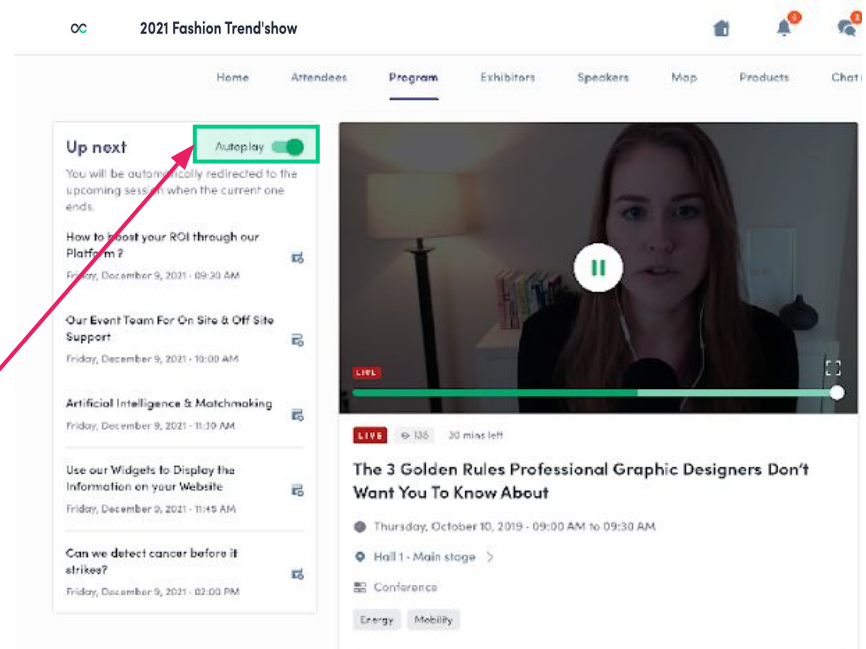 2021 Fashion Trend'show
6
2
Home Attendees Program Exhibitors Speakers Map Products Chat
Up next
Autoplay
You will be automatically redirected to the
upcoming session when the current one
ends.
How to boost your ROI through our
Platform ?
Friday, December 9, 2021 - 09:30 AM
Our Event Team For On Site & Off Site
Support
Friday, December 9, 2021 - 10:00 AM
Artificial Intelligence & Matchmaking
Friday, December 9, 2021 - 11:30 AM
Use our Widgets to Display the
Information on your Website
Friday, December 9, 2021 - 11:45 AM
Can we detect cancer before it
strikes?
Friday, December 9, 2021 - 02:00 PM
LIVE
LIVE 135 30 mins left
The 3 Golden Rules Professional Graphic Designers Don't
Want You To Know About
Thursday, October 10, 2019 - 09:00 AM to 09:30 AM
Hall 1 - Main stage
Conference
Energy Mobility